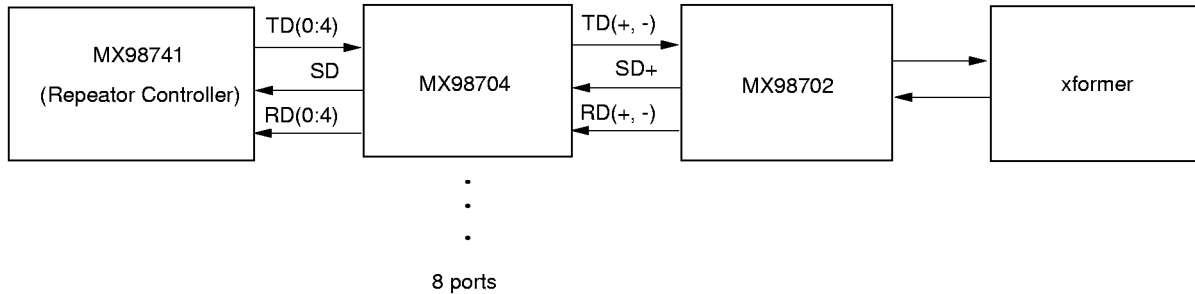 MX98741
(Repeator Controller)
TD(0:4)
SD
RD(0:4)
MX98704
TD(+, -)
SD+
RD(+, -)
MX98702
xformer
8 ports